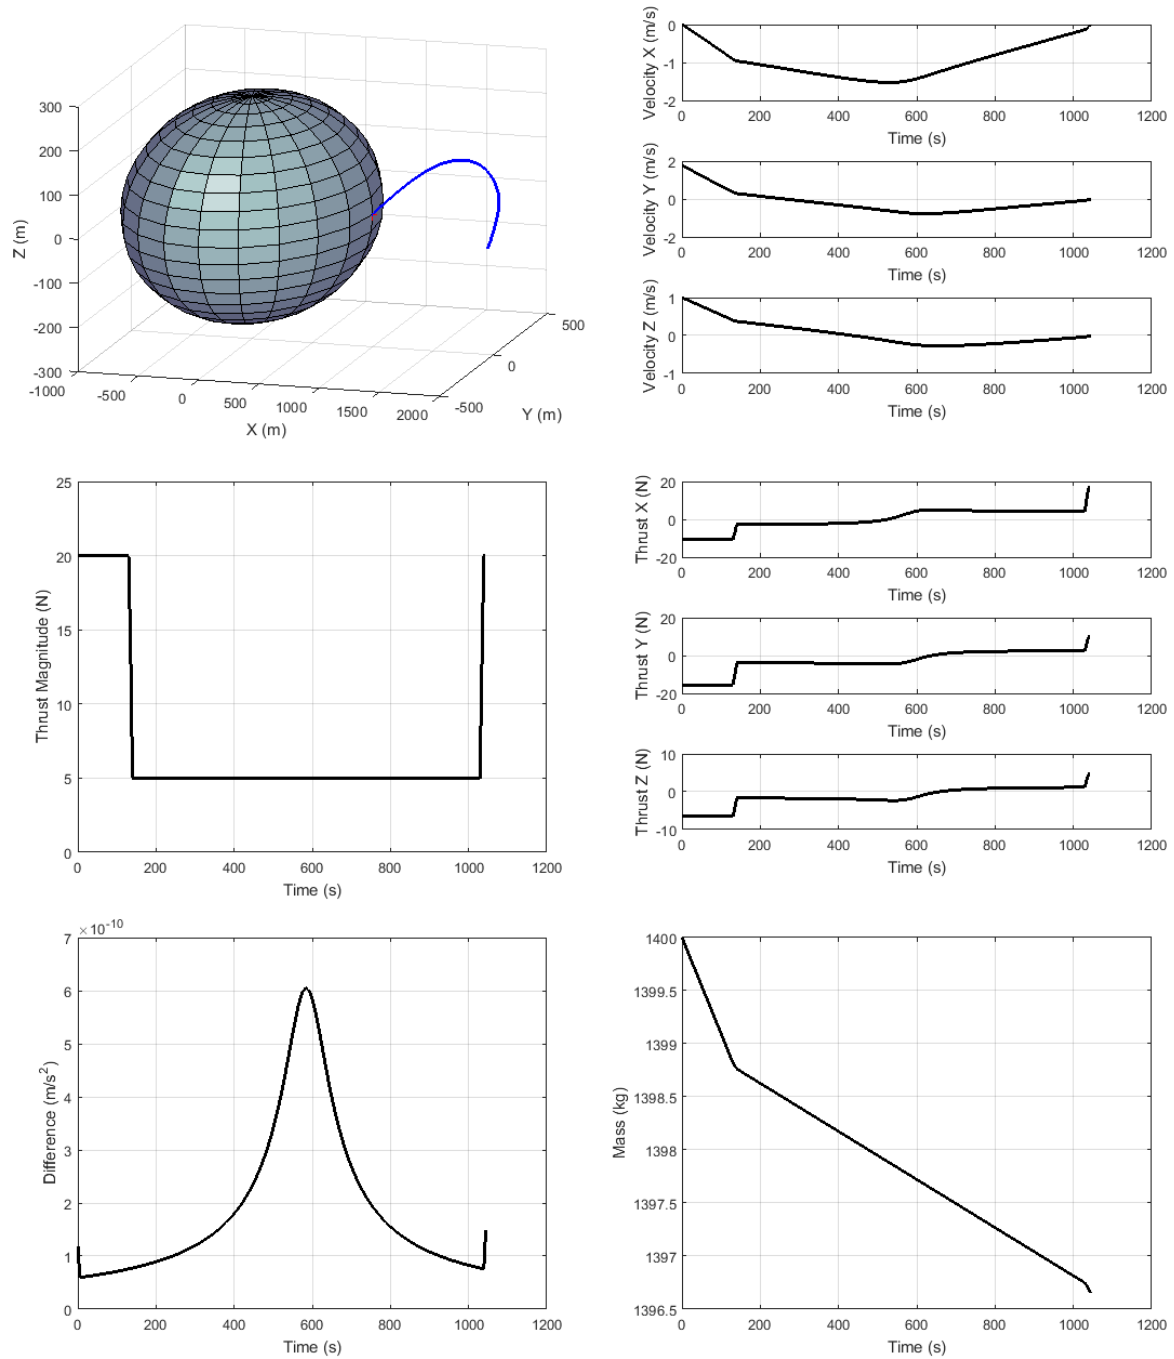 300
200
100
0
-100
-200
-300
Z (m)
-1000
-500
0
500
1000
1500
2000
X (m)
-500
0
500
Y (m)
0
-1
-2
Velocity X (m/s)
0 200 400 600 800 1000 1200
Time (s)
2
0
-2
Velocity Y (m/s)
0 200 400 600 800 1000 1200
Time (s)
1
0
-1
Velocity Z (m/s)
0 200 400 600 800 1000 1200
Time (s)
25
20
15
10
5
0
Thrust Magnitude (N)
0 200 400 600 800 1000 1200
Time (s)
20
0
-20
Thrust X (N)
0 200 400 600 800 1000 1200
Time (s)
20
0
-20
Thrust Y (N)
0 200 400 600 800 1000 1200
Time (s)
10
0
-10
Thrust Z (N)
0 200 400 600 800 1000 1200
Time (s)
×10⁻¹⁰
7
6
5
4
3
2
1
0
Difference (m/s²)
0 200 400 600 800 1000 1200
Time (s)
1400
1399.5
1399
1398.5
1398
1397.5
1397
1396.5
Mass (kg)
0 200 400 600 800 1000 1200
Time (s)